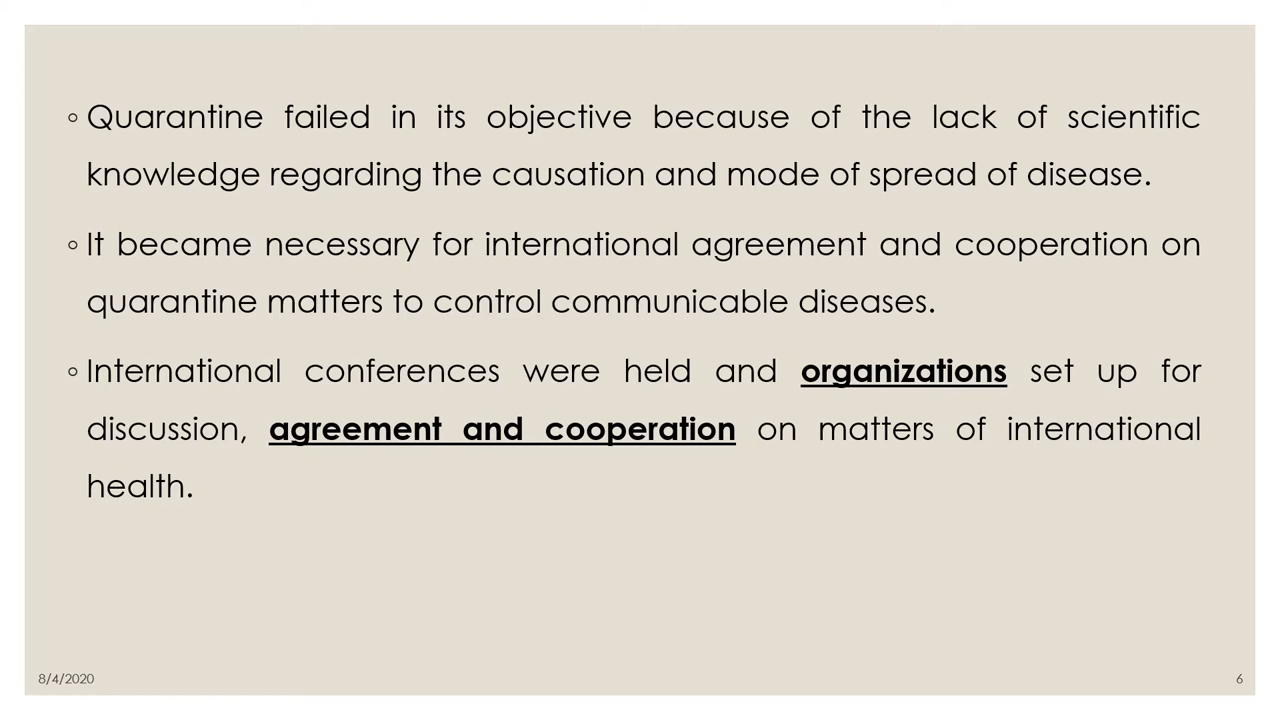 ◦ Quarantine failed in its objective because of the lack of scientific
knowledge regarding the causation and mode of spread of disease.
◦ It became necessary for international agreement and cooperation on
quarantine matters to control communicable diseases.
◦ International conferences were held and organizations set up for
discussion, agreement and cooperation on matters of international
health.
8/4/2020
6